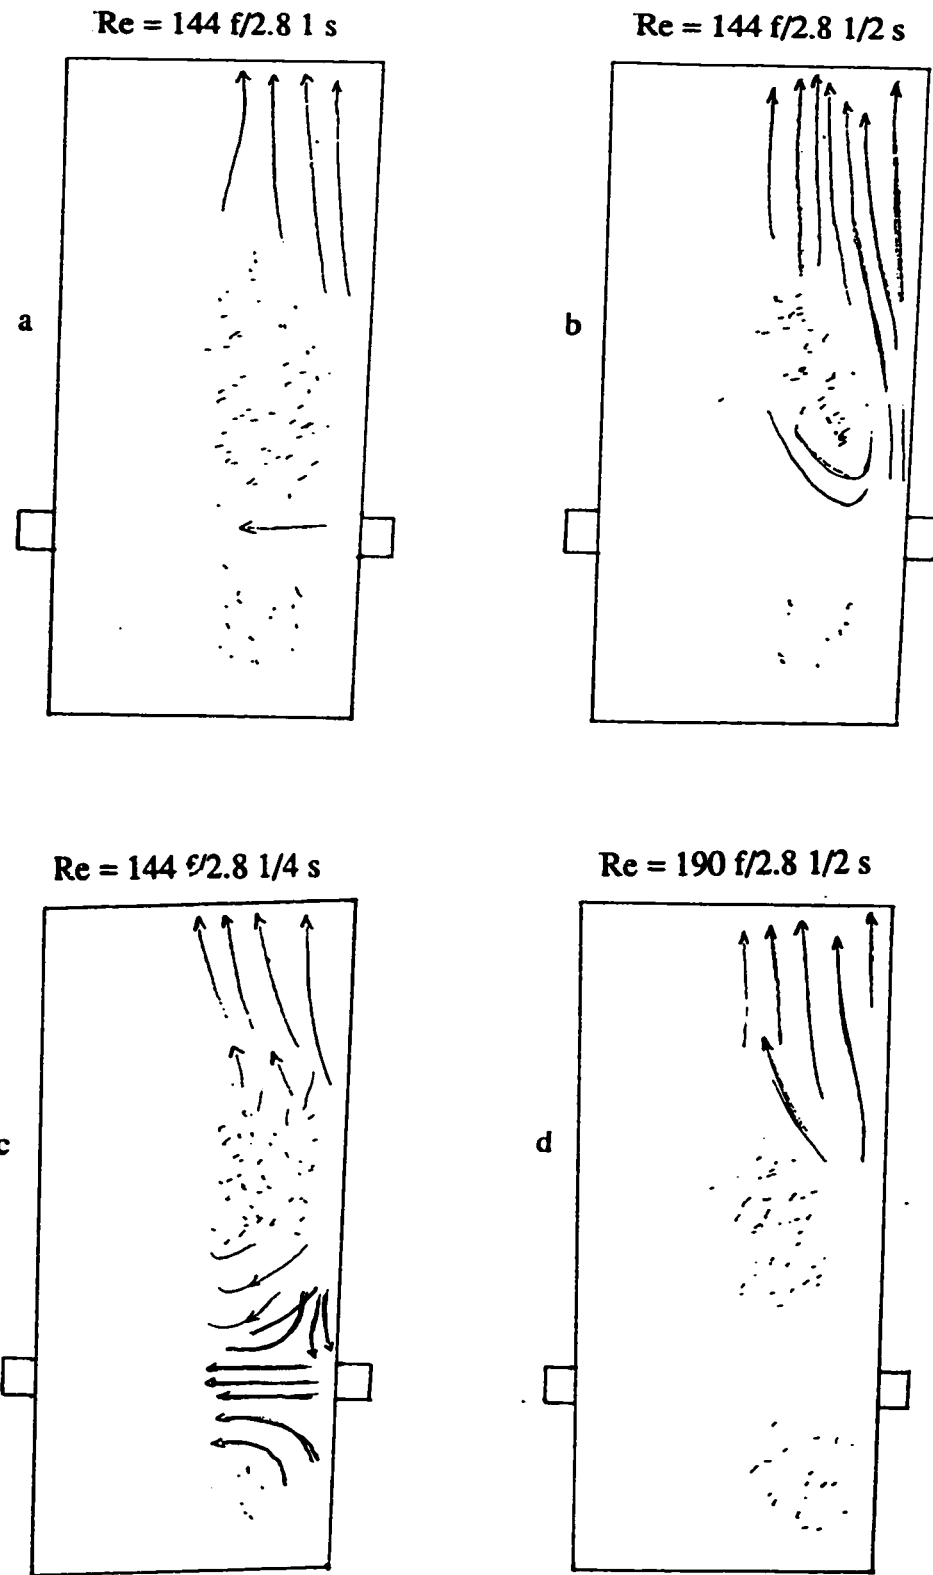 Re = 144 f/2.8 1 s
Re = 144 f/2.8 1/2 s
a
b
Re = 144 f/2.8 1/4 s
Re = 190 f/2.8 1/2 s
c
d